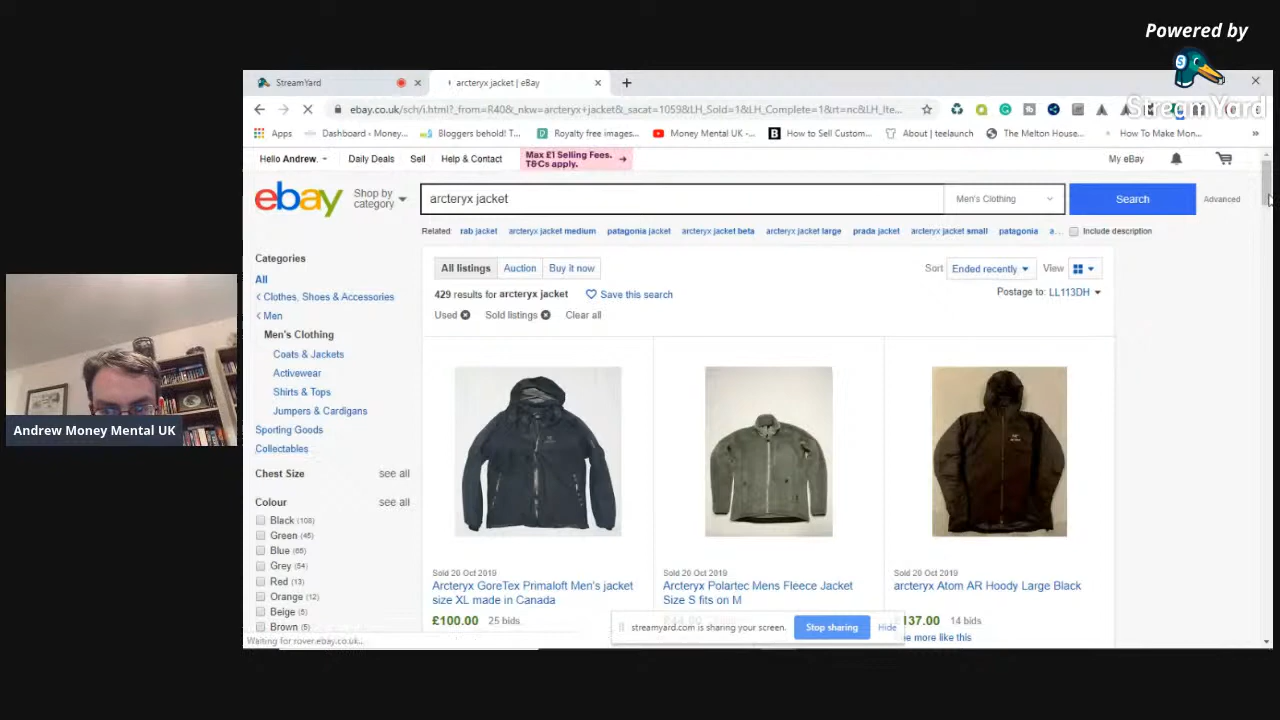 Powered by
StreamYard
StreamYard
arcteryx jacket | eBay
ebay.co.uk/sch/i.html?_from=R40&_nkw=arcteryx+jacket&_sacat=10598&LH_Sold=1&LH_Complete=1&rt=nc&LH_Ite...
Apps
Dashboard ‹ Money...
Bloggers behold! T...
Royalty free images...
Money Mental UK -...
How to Sell Custom...
About | teelaunch
The Melton House...
How To Make Mon...
Hello Andrew.
Daily Deals
Sell
Help & Contact
Max £1 Selling Fees.
T&Cs apply.
My eBay
ebay
Shop by
category
arcteryx jacket
Men's Clothing
Search
Advanced
Related: rab jacket arcteryx jacket medium patagonia jacket arcteryx jacket beta arcteryx jacket large prada jacket arcteryx jacket small patagonia a...
Include description
Categories
All
Clothes, Shoes & Accessories
Men
Men's Clothing
Coats & Jackets
Activewear
Shirts & Tops
Jumpers & Cardigans
Sporting Goods
Collectables
Chest Size see all
Colour see all
Black (108)
Green (45)
Blue (65)
Grey (54)
Red (13)
Orange (12)
Beige (5)
Brown (5)
Waiting for rover.ebay.co.uk...
All listings
Auction
Buy it now
Sort Ended recently
View
429 results for arcteryx jacket
Save this search
Postage to: LL113DH
Used
Sold listings
Clear all
Sold 20 Oct 2019
Arcteryx GoreTex Primaloft Men's jacket
size XL made in Canada
£100.00 25 bids
Sold 20 Oct 2019
Arcteryx Polartec Mens Fleece Jacket
Size S fits on M
Sold 20 Oct 2019
arcteryx Atom AR Hoody Large Black
137.00 14 bids
ee more like this
streamyard.com is sharing your screen.
Stop sharing
Hide
Andrew Money Mental UK